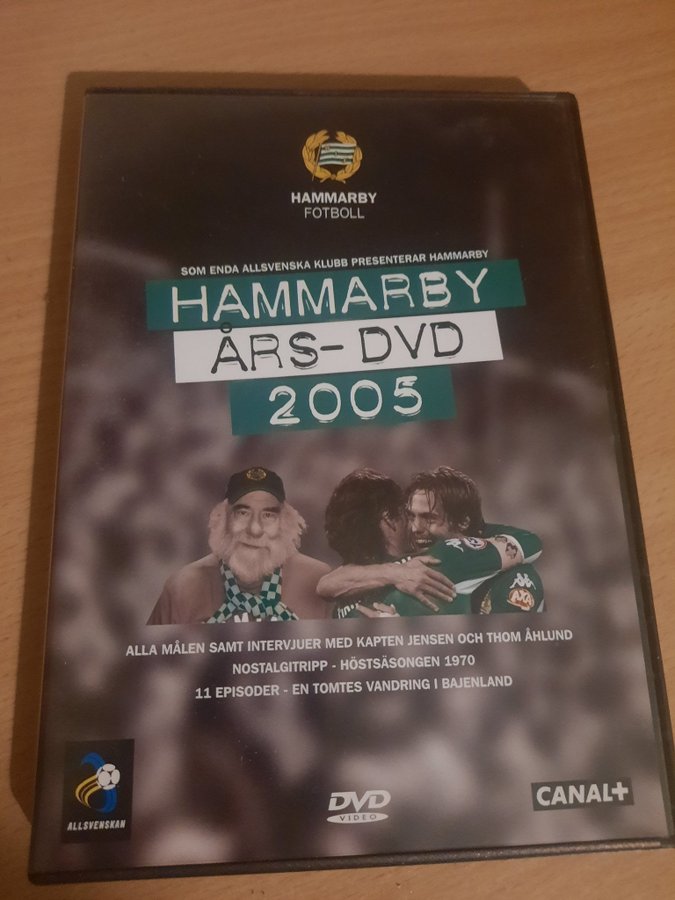 HAMMARBY
FOTBOLL
SOM ENDA ALLSVENSKA KLUBB PRESENTERAR HAMMARBY
HAMMARBY
ÅRS-DVD
2005
AXA
ALLA MÅLEN SAMT INTERVJUER MED KAPTEN JENSEN OCH THOM ÅHLUND
NOSTALGITRIPP - HÖSTSÄSONGEN 1970
11 EPISODER - EN TOMTES VANDRING I BAJENLAND
ALLSVENSKAN
DVD
VIDEO
CANAL+